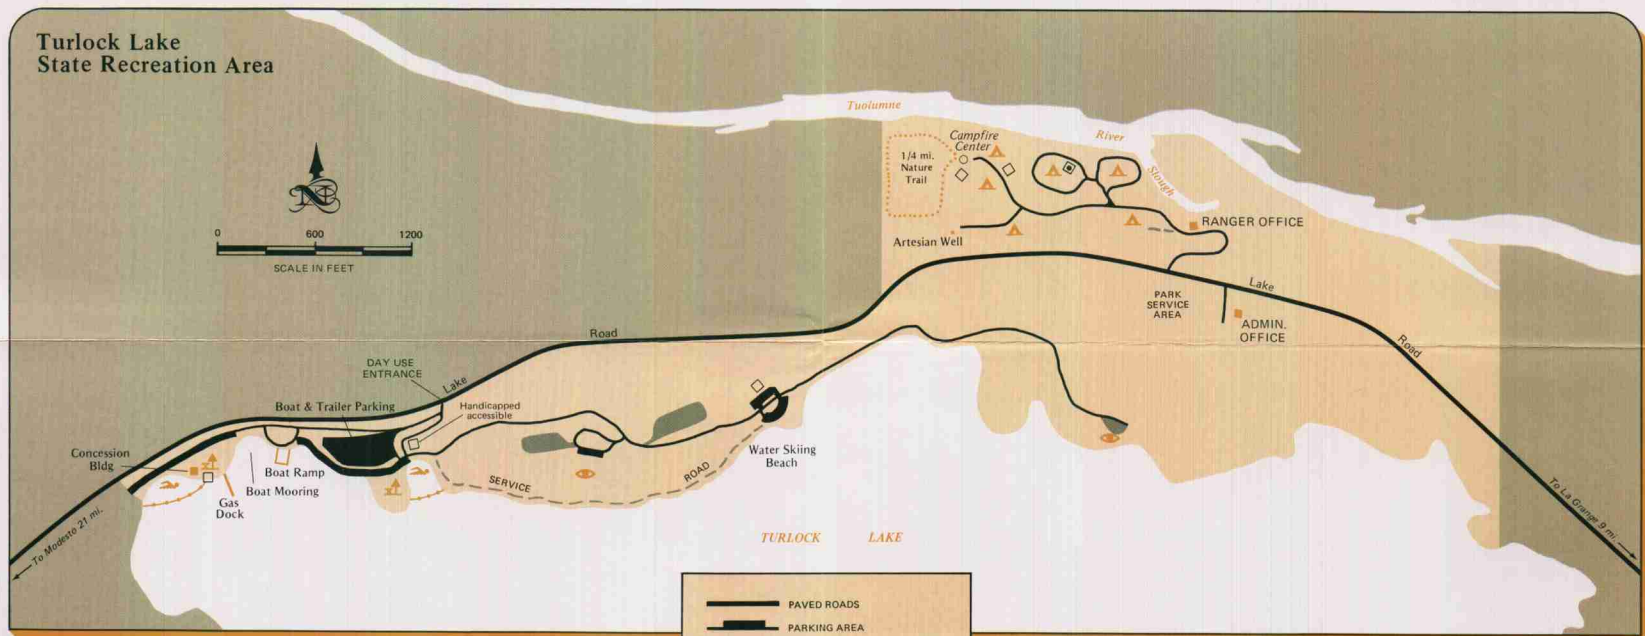 Turlock Lake
State Recreation Area
0 600 1200
SCALE IN FEET
Tuolumne
River
Slough
Campfire
Center
1/4 mi.
Nature
Trail
Artesian Well
RANGER OFFICE
PARK
SERVICE
AREA
Lake
ADMIN.
OFFICE
Road
Road
DAY USE
ENTRANCE
Lake
Boat & Trailer Parking
Handicapped
accessible
Concession
Bldg
Boat Ramp
Boat Mooring
Gas
Dock
SERVICE
ROAD
Water Skiing
Beach
To Modesto 21 mi.
To La Grange 9 mi.
TURLOCK LAKE
PAVED ROADS
PARKING AREA